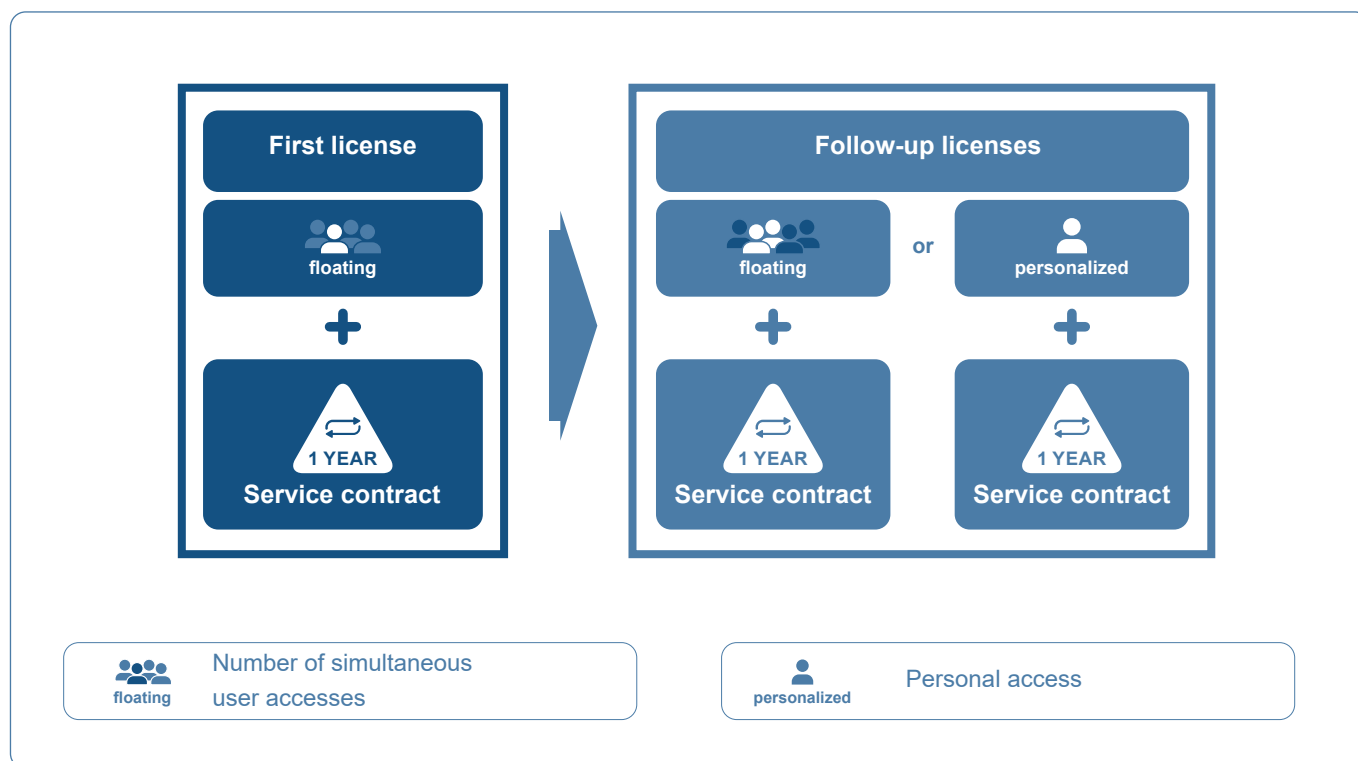 First license
floating
1 YEAR
Service contract
Follow-up licenses
floating
or
personalized
1 YEAR
Service contract
1 YEAR
Service contract
floating
Number of simultaneous
user accesses
personalized
Personal access